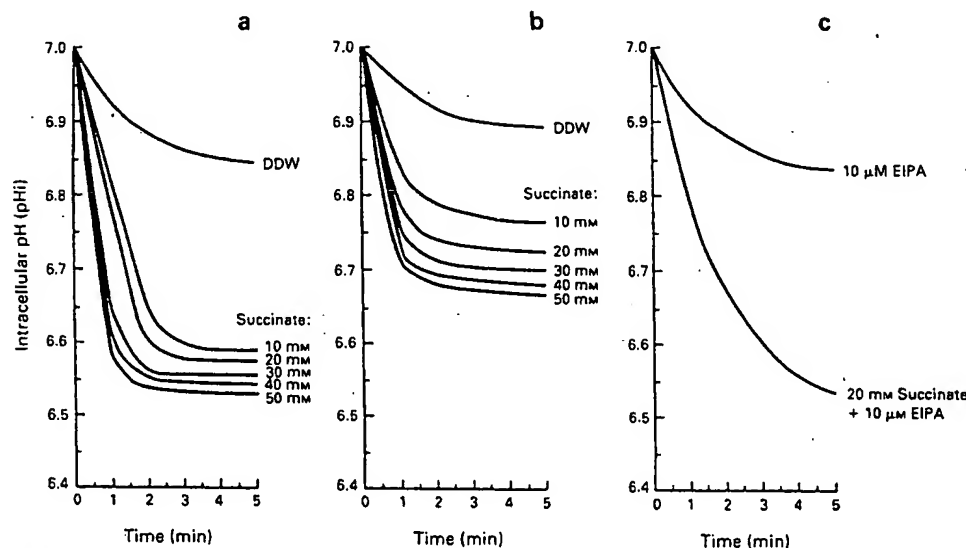 a
b
c
Intracellular pH (pHi)
7.0
6.9
6.8
6.7
6.6
6.5
6.4
DDW
Succinate:
10 mM
20 mM
30 mM
40 mM
50 mM
0 1 2 3 4 5
Time (min)
7.0
6.9
6.8
6.7
6.6
6.5
6.4
DDW
Succinate:
10 mM
20 mM
30 mM
40 mM
50 mM
0 1 2 3 4 5
Time (min)
7.0
6.9
6.8
6.7
6.6
6.5
6.4
10 µM EIPA
20 mM Succinate
+ 10 µM EIPA
0 1 2 3 4 5
Time (min)